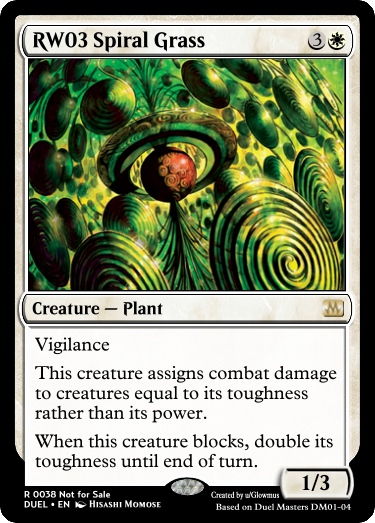 RW03 Spiral Grass 3
Creature — Plant
Vigilance
This creature assigns combat damage
to creatures equal to its toughness
rather than its power.
When this creature blocks, double its
toughness until end of turn.
1/3
R 0038 Not for Sale
DUEL • EN Hisashi Momose
Created by u/Glowmus
Based on Duel Masters DM01-04